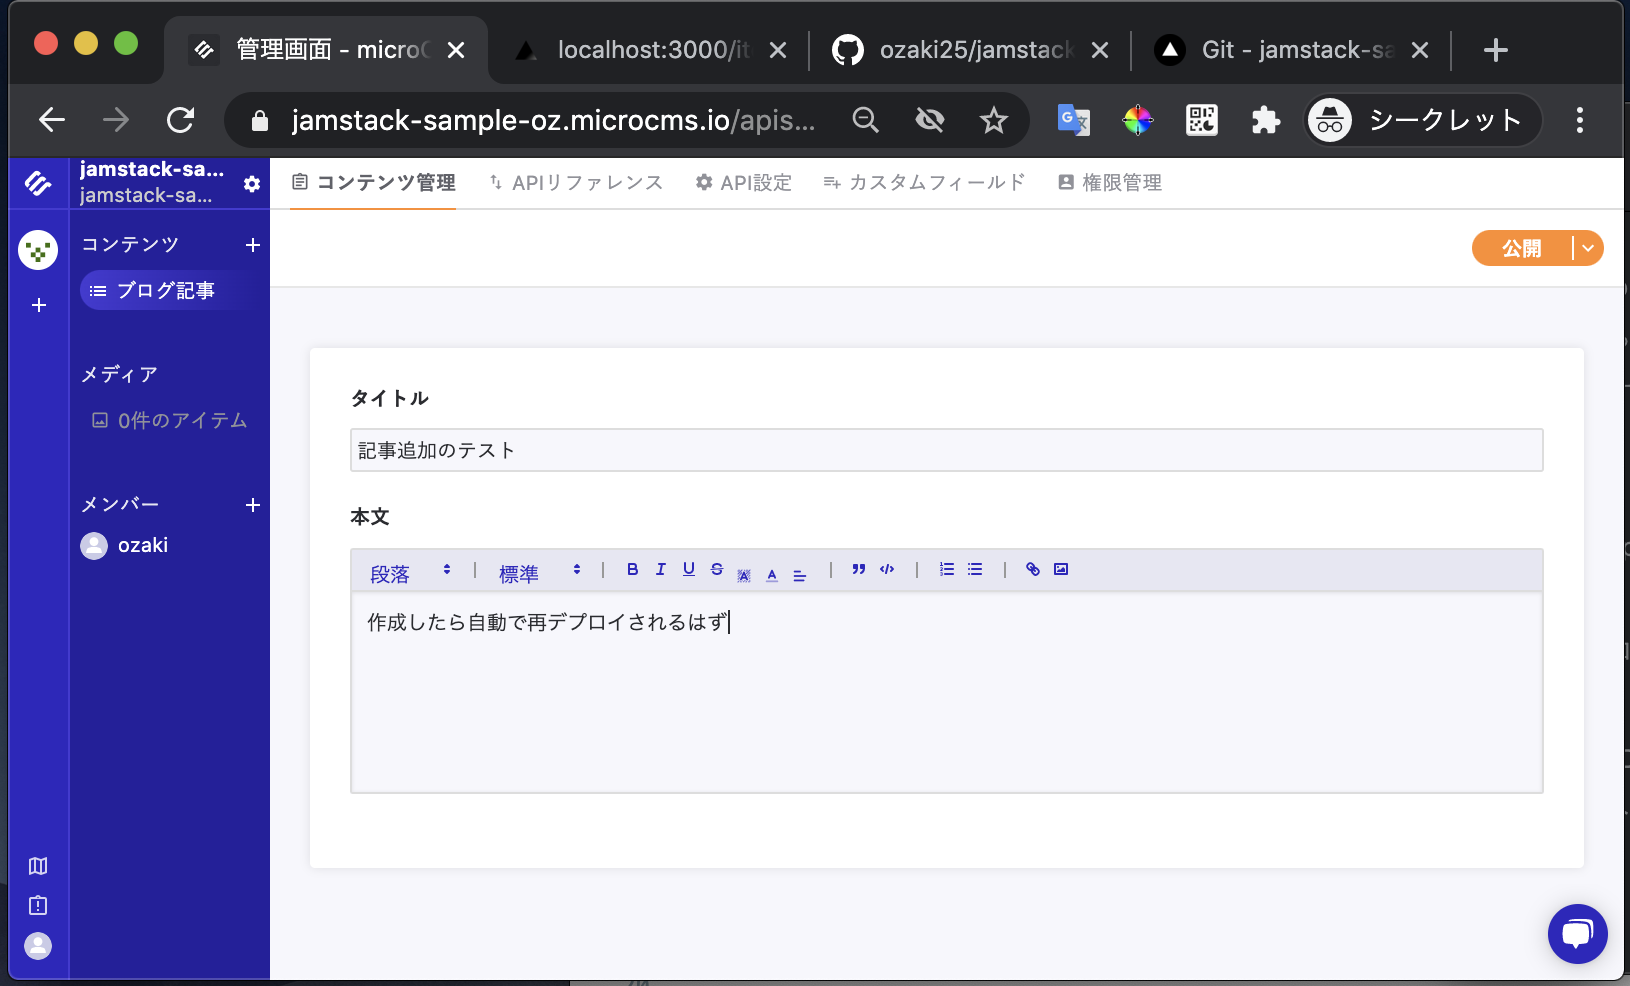 管理画面 - micro
localhost:3000/it
ozaki25/jamstack
Git - jamstack-sa
jamstack-sample-oz.microcms.io/apis...
シークレット
jamstack-sa...
jamstack-sa...
コンテンツ
ブログ記事
メディア
0件のアイテム
メンバー
ozaki
コンテンツ管理
APIリファレンス
API設定
カスタムフィールド
権限管理
公開
タイトル
記事追加のテスト
本文
段落
標準
B I U S A A
作成したら自動で再デプロイされるはず